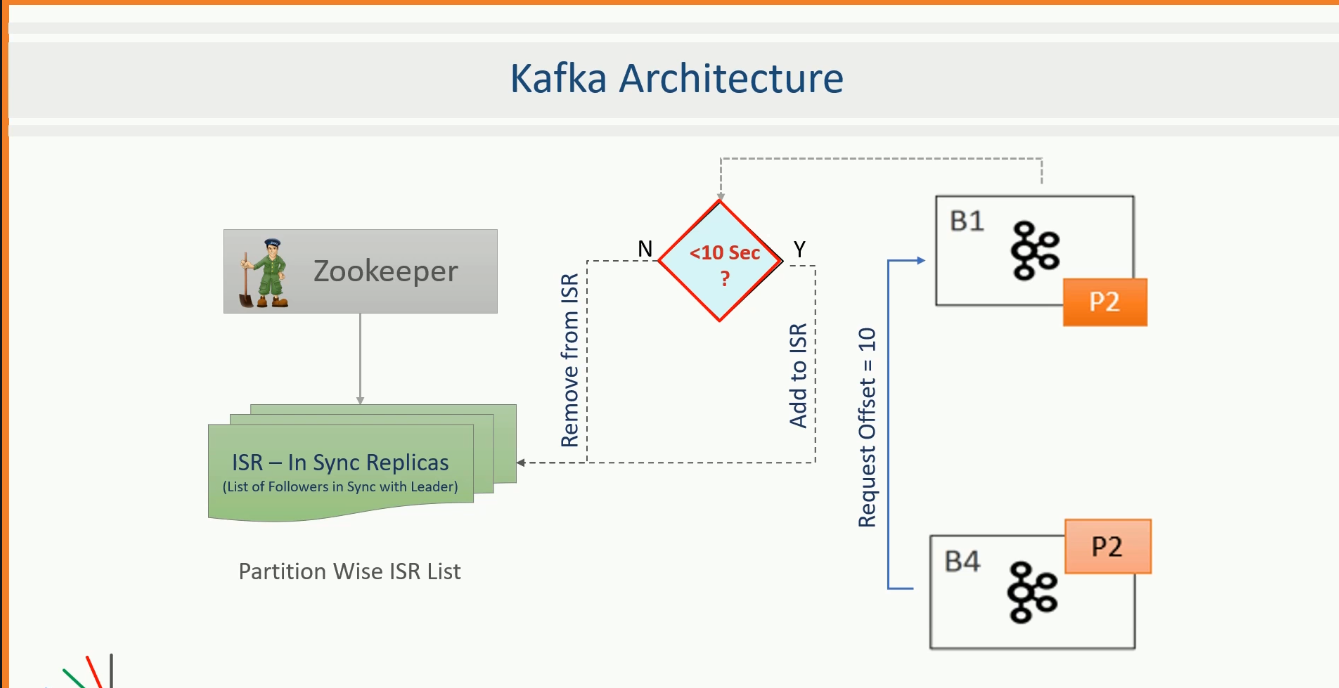 Kafka Architecture
Zookeeper
N
<10 Sec
?
Y
B1
P2
Remove from ISR
Add to ISR
Request Offset = 10
ISR – In Sync Replicas
(List of Followers in Sync with Leader)
Partition Wise ISR List
B4
P2